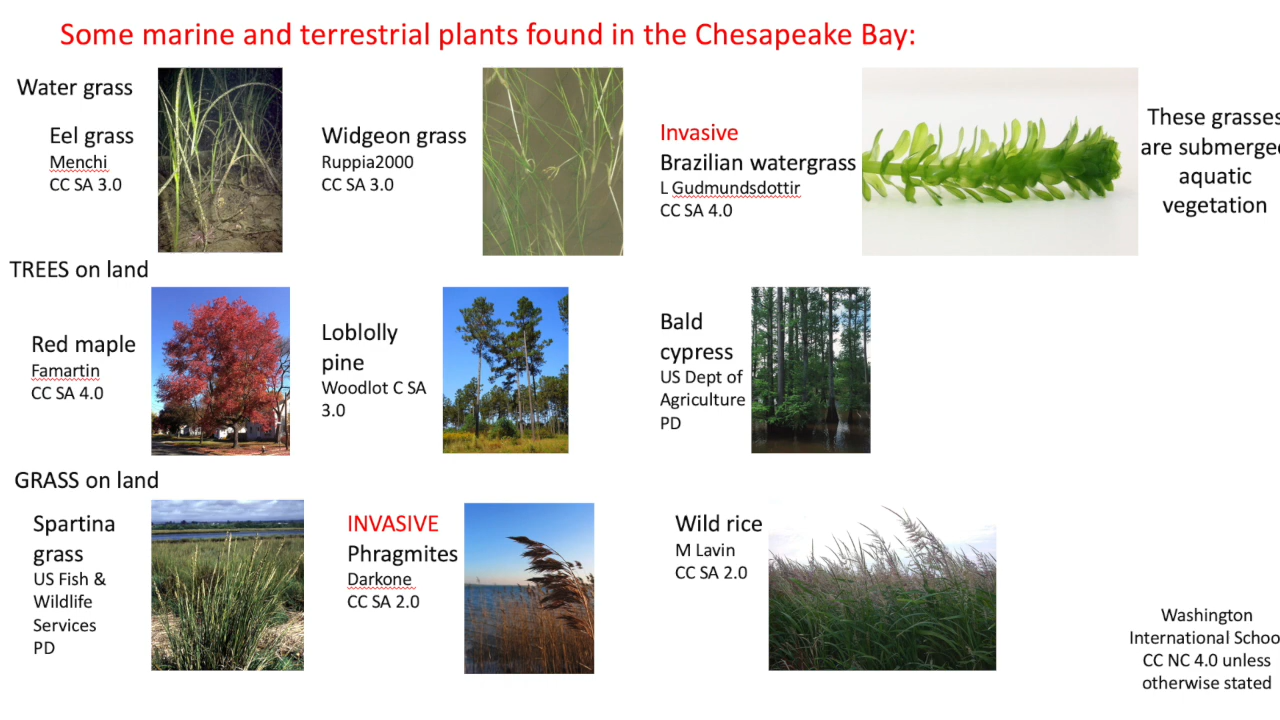 Some marine and terrestrial plants found in the Chesapeake Bay:
Water grass
Eel grass
Menchi
CC SA 3.0
Widgeon grass
Ruppia2000
CC SA 3.0
Invasive
Brazilian watergrass
L Gudmundsdottir
CC SA 4.0
These grasses
are submerged
aquatic
vegetation
TREES on land
Red maple
Famartin
CC SA 4.0
Loblolly
pine
Woodlot C SA
3.0
Bald
cypress
US Dept of
Agriculture
PD
GRASS on land
Spartina
grass
US Fish &
Wildlife
Services
PD
INVASIVE
Phragmites
Darkone
CC SA 2.0
Wild rice
M Lavin
CC SA 2.0
Washington
International School
CC NC 4.0 unless
otherwise stated